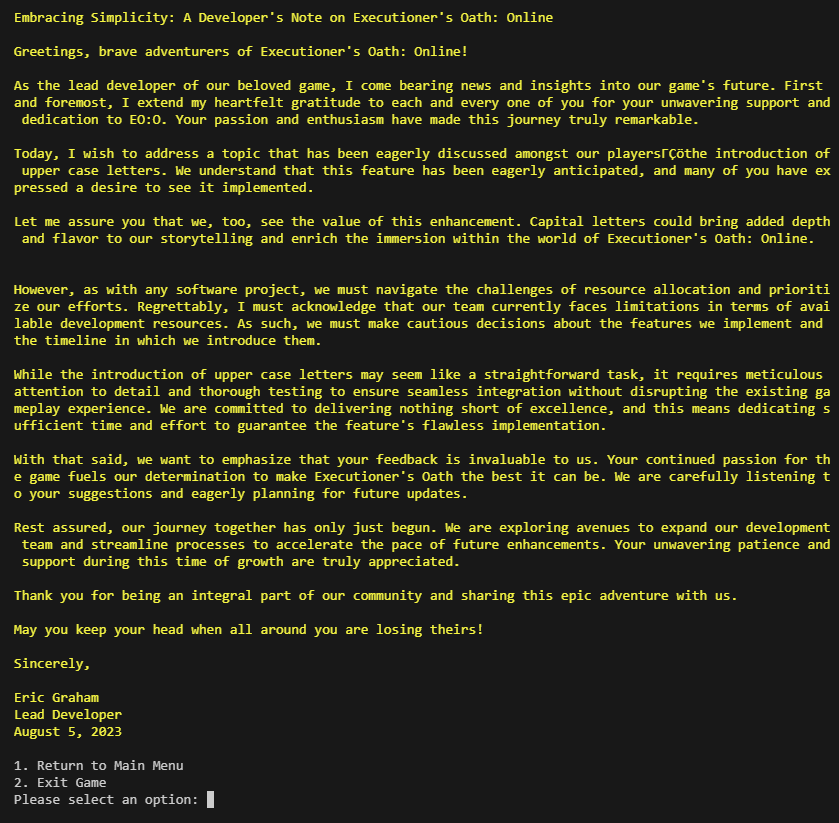 Embracing Simplicity: A Developer's Note on Executioner's Oath: Online
Greetings, brave adventurers of Executioner's Oath: Online!
As the lead developer of our beloved game, I come bearing news and insights into our game's future. First
and foremost, I extend my heartfelt gratitude to each and every one of you for your unwavering support and
dedication to EO:O. Your passion and enthusiasm have made this journey truly remarkable.
Today, I wish to address a topic that has been eagerly discussed amongst our playersΓÇöthe introduction of
upper case letters. We understand that this feature has been eagerly anticipated, and many of you have ex
pressed a desire to see it implemented.
Let me assure you that we, too, see the value of this enhancement. Capital letters could bring added depth
and flavor to our storytelling and enrich the immersion within the world of Executioner's Oath: Online.
However, as with any software project, we must navigate the challenges of resource allocation and prioriti
ze our efforts. Regrettably, I must acknowledge that our team currently faces limitations in terms of avai
lable development resources. As such, we must make cautious decisions about the features we implement and
the timeline in which we introduce them.
While the introduction of upper case letters may seem like a straightforward task, it requires meticulous
attention to detail and thorough testing to ensure seamless integration without disrupting the existing ga
meplay experience. We are committed to delivering nothing short of excellence, and this means dedicating s
ufficient time and effort to guarantee the feature's flawless implementation.
With that said, we want to emphasize that your feedback is invaluable to us. Your continued passion for th
e game fuels our determination to make Executioner's Oath the best it can be. We are carefully listening t
o your suggestions and eagerly planning for future updates.
Rest assured, our journey together has only just begun. We are exploring avenues to expand our development
team and streamline processes to accelerate the pace of future enhancements. Your unwavering patience and
support during this time of growth are truly appreciated.
Thank you for being an integral part of our community and sharing this epic adventure with us.
May you keep your head when all around you are losing theirs!
Sincerely,
Eric Graham
Lead Developer
August 5, 2023
1. Return to Main Menu
2. Exit Game
Please select an option: